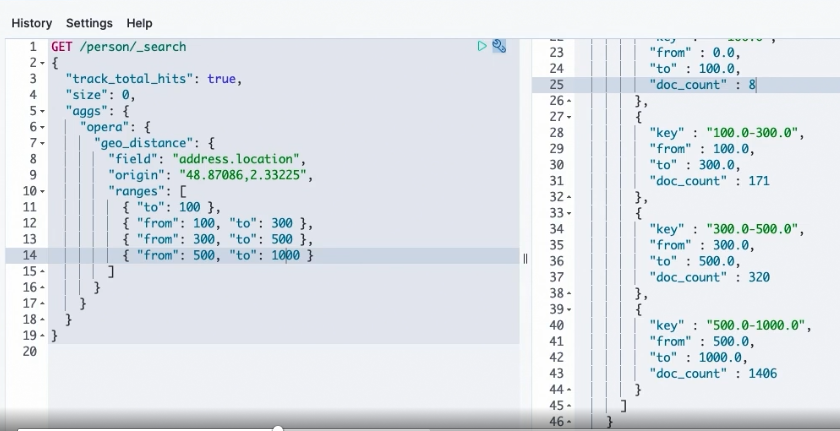 History Settings Help
1 GET /person/_search
2 {
3 "track_total_hits": true,
4 "size": 0,
5 "aggs": {
6 "opera": {
7 "geo_distance": {
8 "field": "address.location",
9 "origin": "48.87086,2.33225",
10 "ranges": [
11 { "to": 100 },
12 { "from": 100, "to": 300 },
13 { "from": 300, "to": 500 },
14 { "from": 500, "to": 1000 }
15 ]
16 }
17 }
18 }
19 }
20
23 "from" : 0.0,
24 "to" : 100.0,
25 "doc_count" : 8
26 },
27 {
28 "key" : "100.0-300.0",
29 "from" : 100.0,
30 "to" : 300.0,
31 "doc_count" : 171
32 },
33 {
34 "key" : "300.0-500.0",
35 "from" : 300.0,
36 "to" : 500.0,
37 "doc_count" : 320
38 },
39 {
40 "key" : "500.0-1000.0",
41 "from" : 500.0,
42 "to" : 1000.0,
43 "doc_count" : 1406
44 }
45 ]
46 }